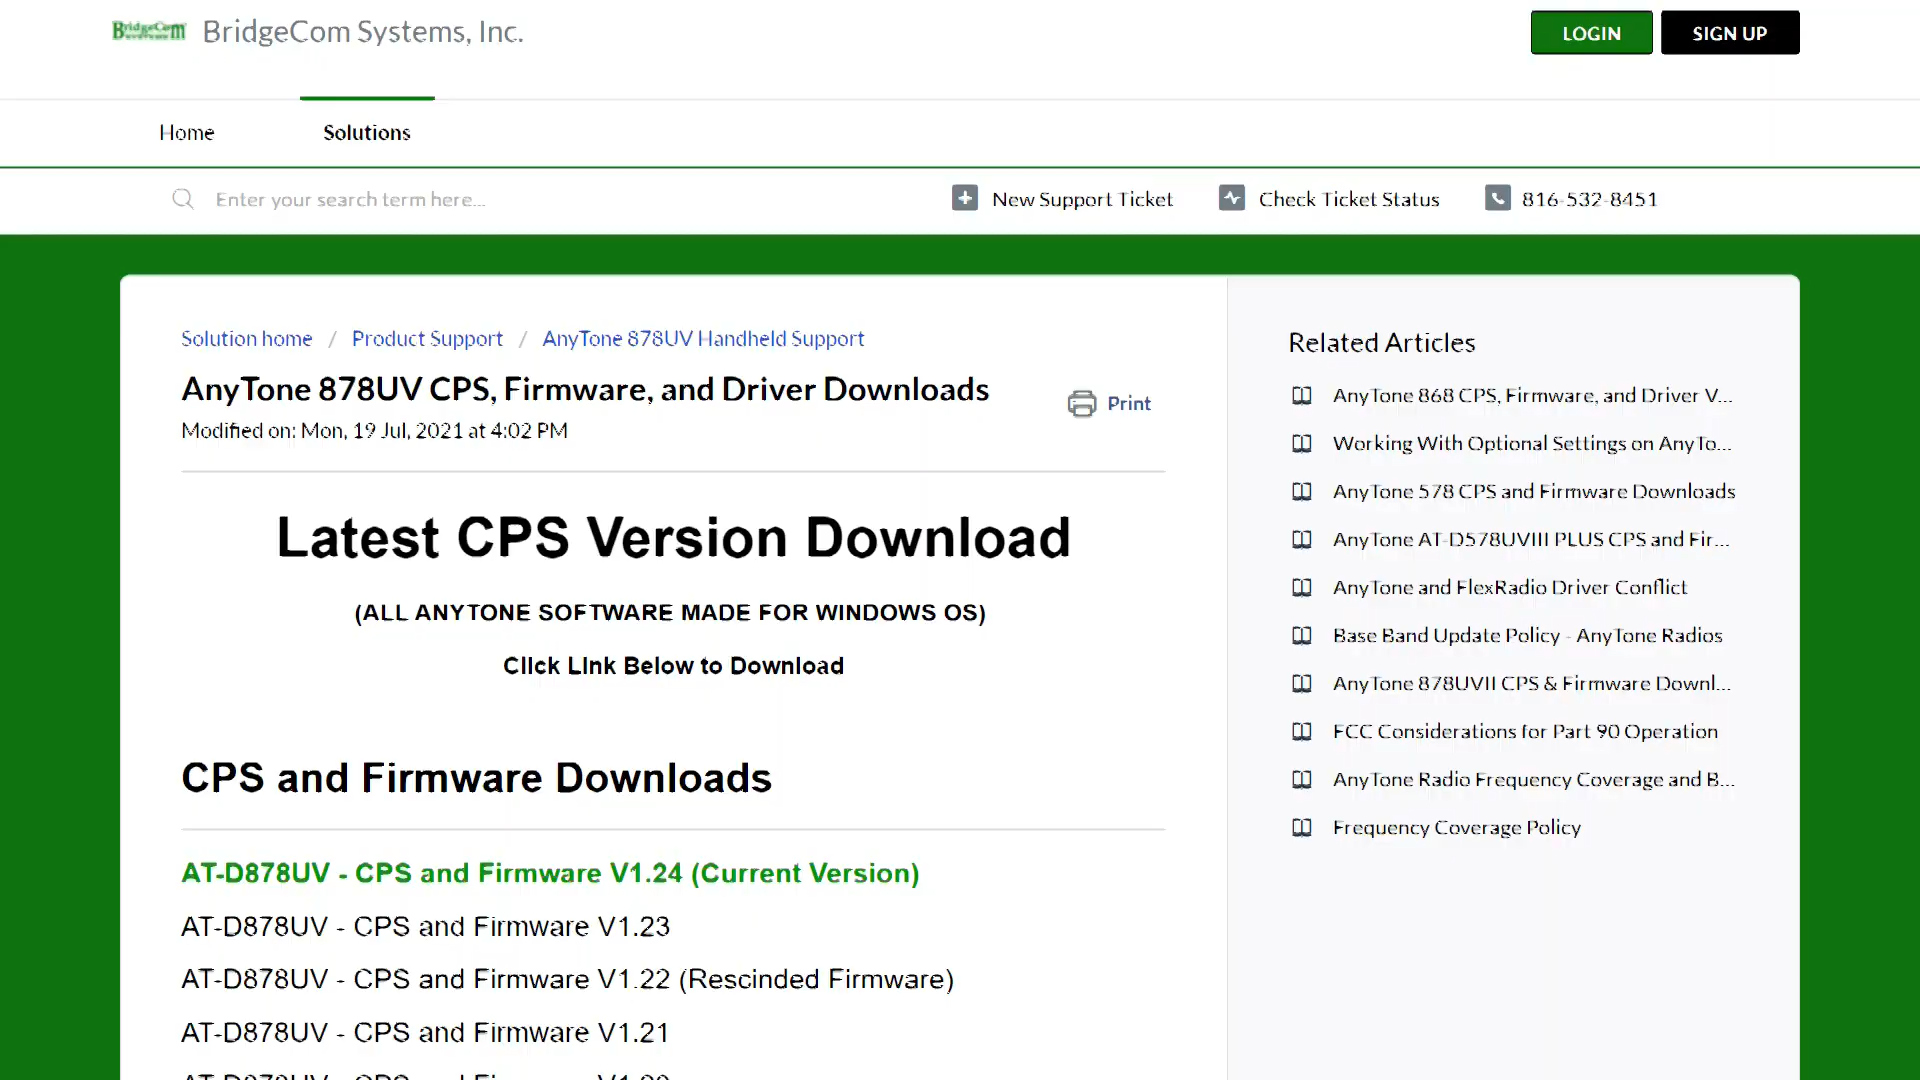 BridgeCom
BridgeCom Systems, Inc.
LOGIN
SIGN UP
Home
Solutions
Enter your search term here...
New Support Ticket
Check Ticket Status
816-532-8451
Solution home / Product Support / AnyTone 878UV Handheld Support
AnyTone 878UV CPS, Firmware, and Driver Downloads
Modified on: Mon, 19 Jul, 2021 at 4:02 PM
Print
Latest CPS Version Download
(ALL ANYTONE SOFTWARE MADE FOR WINDOWS OS)
Click Link Below to Download
CPS and Firmware Downloads
AT-D878UV - CPS and Firmware V1.24 (Current Version)
AT-D878UV - CPS and Firmware V1.23
AT-D878UV - CPS and Firmware V1.22 (Rescinded Firmware)
AT-D878UV - CPS and Firmware V1.21
Related Articles
AnyTone 868 CPS, Firmware, and Driver V...
Working With Optional Settings on AnyTo...
AnyTone 578 CPS and Firmware Downloads
AnyTone AT-D578UVIII PLUS CPS and Fir...
AnyTone and FlexRadio Driver Conflict
Base Band Update Policy - AnyTone Radios
AnyTone 878UVII CPS & Firmware Downl...
FCC Considerations for Part 90 Operation
AnyTone Radio Frequency Coverage and B...
Frequency Coverage Policy